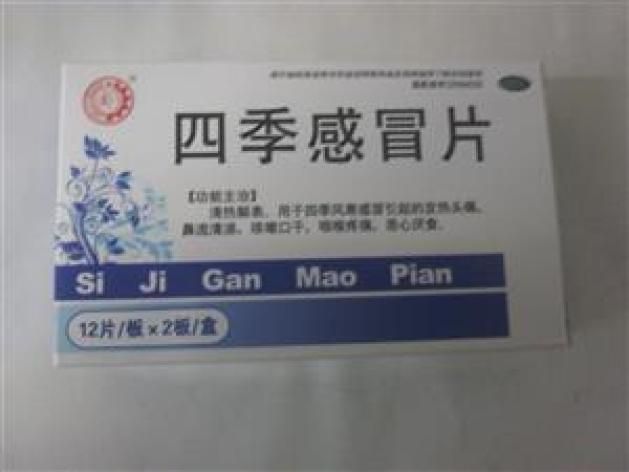 四季感冒片
【功能主治】
清热解表。用于四季风寒感冒引起的发热头痛，
鼻流清涕，咳嗽口干，咽喉疼痛，恶心厌食。
Si Ji Gan Mao Pian
12片/板×2板/盒